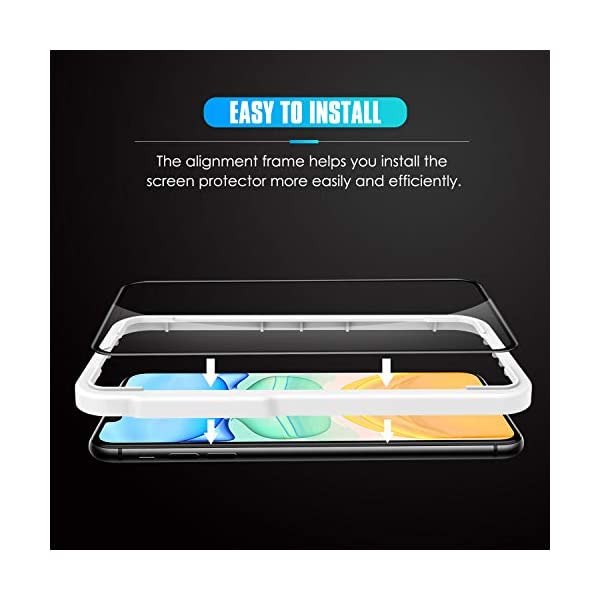 EASY TO INSTALL
The alignment frame helps you install the
screen protector more easily and efficiently.